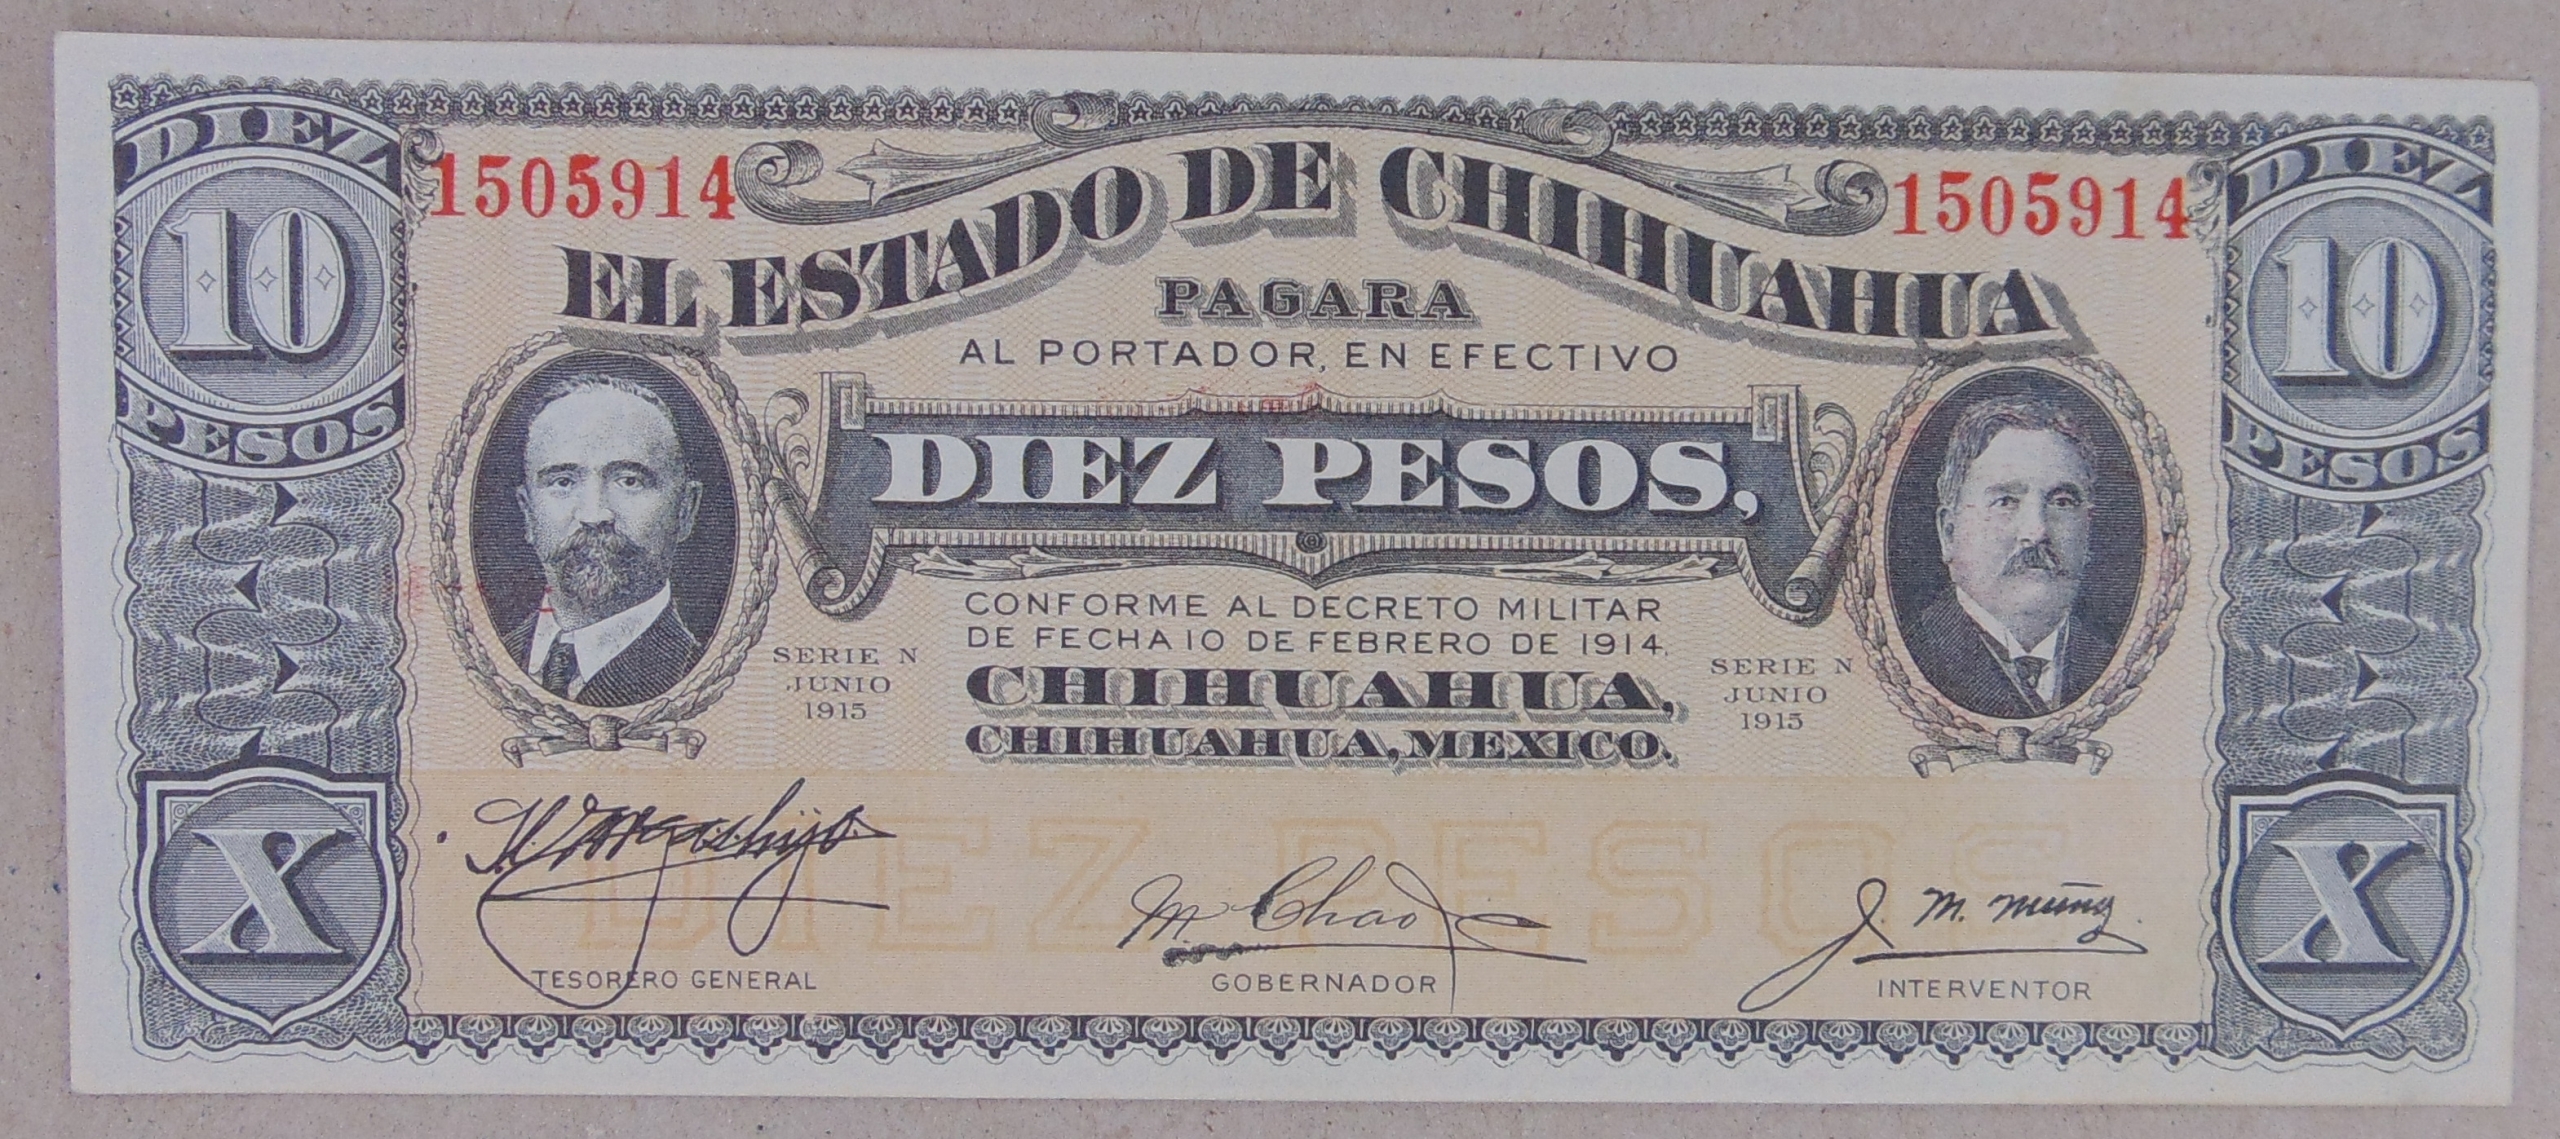 DIEZ
10
PESOS
X
1505914
1505914
EL ESTADO DE CHIHUAHUA
PAGARA
AL PORTADOR, EN EFECTIVO
DIEZ PESOS,
CONFORME AL DECRETO MILITAR
DE FECHA 10 DE FEBRERO DE 1914.
CHIHUAHUA,
CHIHUAHUA, MEXICO.
SERIE N
JUNIO
1915
SERIE N
JUNIO
1915
DIEZ PESOS
M Chao
J. M. Muñoz
TESORERO GENERAL
GOBERNADOR
INTERVENTOR
DIEZ
10
PESOS
X